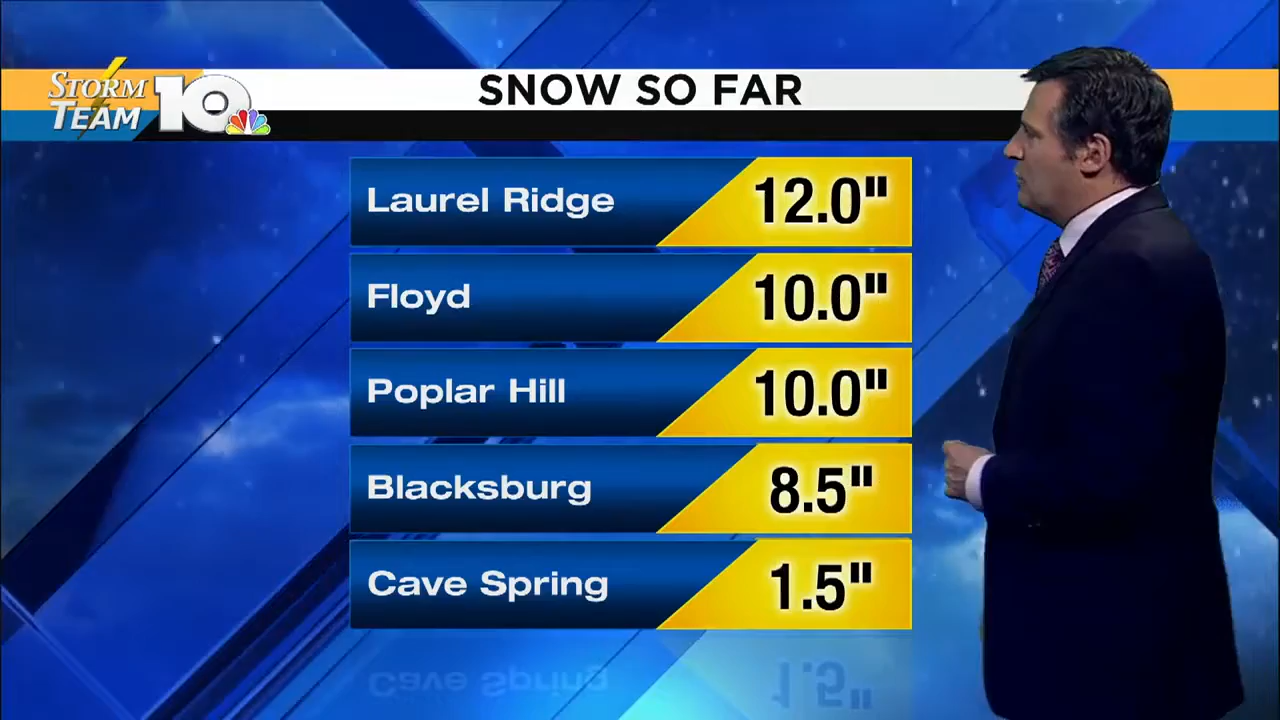 STORM
TEAM 10
SNOW SO FAR
Laurel Ridge 12.0"
Floyd 10.0"
Poplar Hill 10.0"
Blacksburg 8.5"
Cave Spring 1.5"